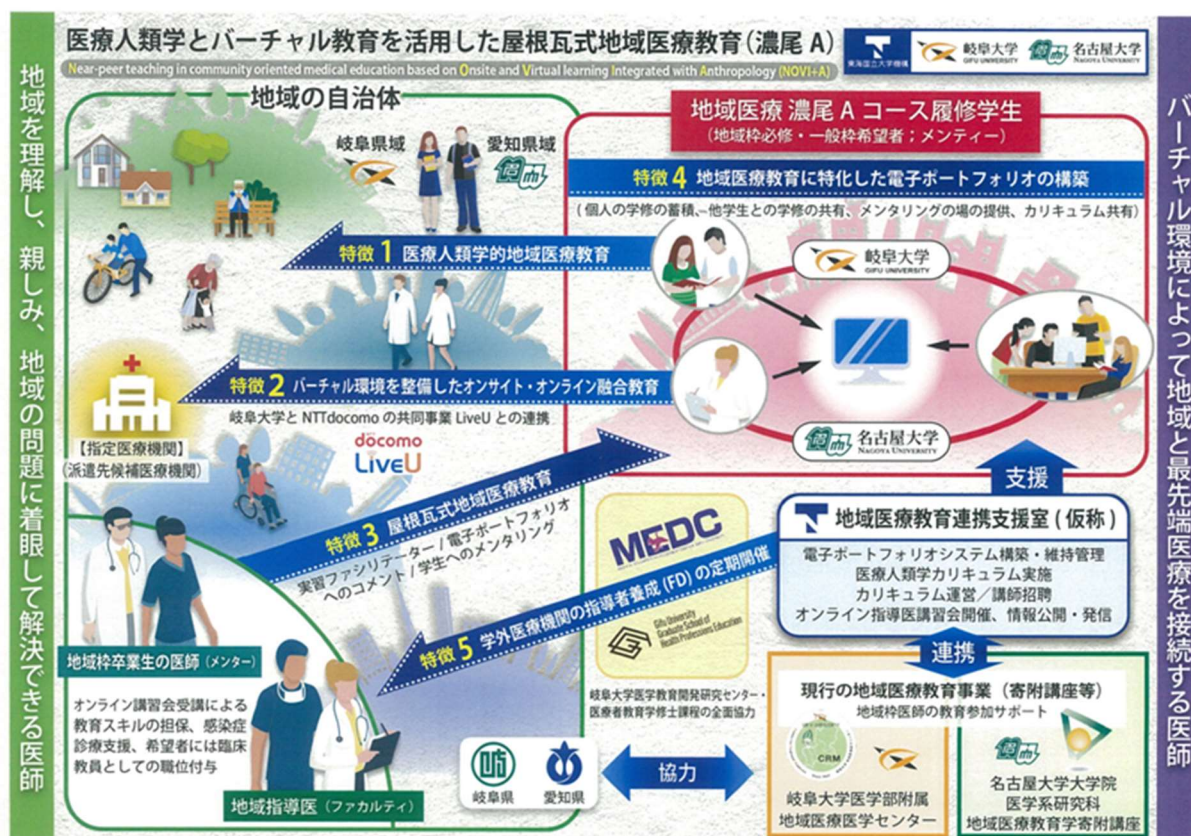 医療人類学とバーチャル教育を活用した屋根瓦式地域医療教育(濃尾 A)
Near-peer teaching in community oriented medical education based on Onsite and Virtual learning Integrated with Anthropology (NOVI+A)
東海国立大学機構
岐阜大学
GIFU UNIVERSITY
名古屋大学
NAGOYA UNIVERSITY
地域を理解し、親しみ、地域の問題に着眼して解決できる医師
バーチャル環境によって地域と最先端医療を接続する医師
地域の自治体
岐阜県域
愛知県域
地域医療 濃尾 A コース履修学生
(地域枠必修・一般枠希望者；メンティー)
特徴 4 地域医療教育に特化した電子ポートフォリオの構築
(個人の学修の蓄積、他学生との学修の共有、メンタリングの場の提供、カリキュラム共有)
特徴 1 医療人類学的地域医療教育
岐阜大学
GIFU UNIVERSITY
特徴 2 バーチャル環境を整備したオンサイト・オンライン融合教育
岐阜大学と NTTdocomo の共同事業 LiveU との連携
döcomo
LiveU
【指定医療機関】
(派遣先候補医療機関)
名古屋大学
NAGOYA UNIVERSITY
特徴 3 屋根瓦式地域医療教育
実習ファシリテーター / 電子ポートフォリオ
へのコメント / 学生へのメンタリング
支援
地域医療教育連携支援室 ( 仮称 )
電子ポートフォリオシステム構築・維持管理
医療人類学カリキュラム実施
カリキュラム運営／講師招聘
オンライン指導医講習会開催、情報公開・発信
MEDC
Gifu University
Graduate School of
Health Professions Education
特徴 5 学外医療機関の指導者養成 (FD) の定期開催
岐阜大学医学教育開発研究センター・
医療者教育学修士課程の全面協力
地域枠卒業生の医師 (メンター)
オンライン講習会受講による
教育スキルの担保、感染症
診療支援、希望者には臨床
教員としての職位付与
地域指導医 (ファカルティ)
岐阜県
愛知県
協力
連携
現行の地域医療教育事業 (寄附講座等)
地域枠医師の教育参加サポート
CRM
岐阜大学医学部附属
地域医療医学センター
名古屋大学大学院
医学系研究科
地域医療教育学寄附講座